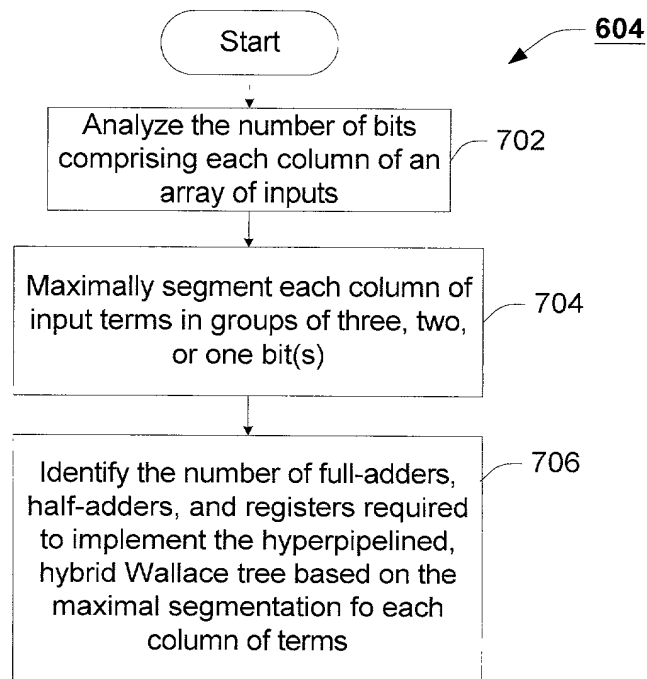 Start
604
Analyze the number of bits
comprising each column of an
array of inputs
702
Maximally segment each column of
input terms in groups of three, two,
or one bit(s)
704
Identify the number of full-adders,
half-adders, and registers required
to implement the hyperpipelined,
hybrid Wallace tree based on the
maximal segmentation fo each
column of terms
706